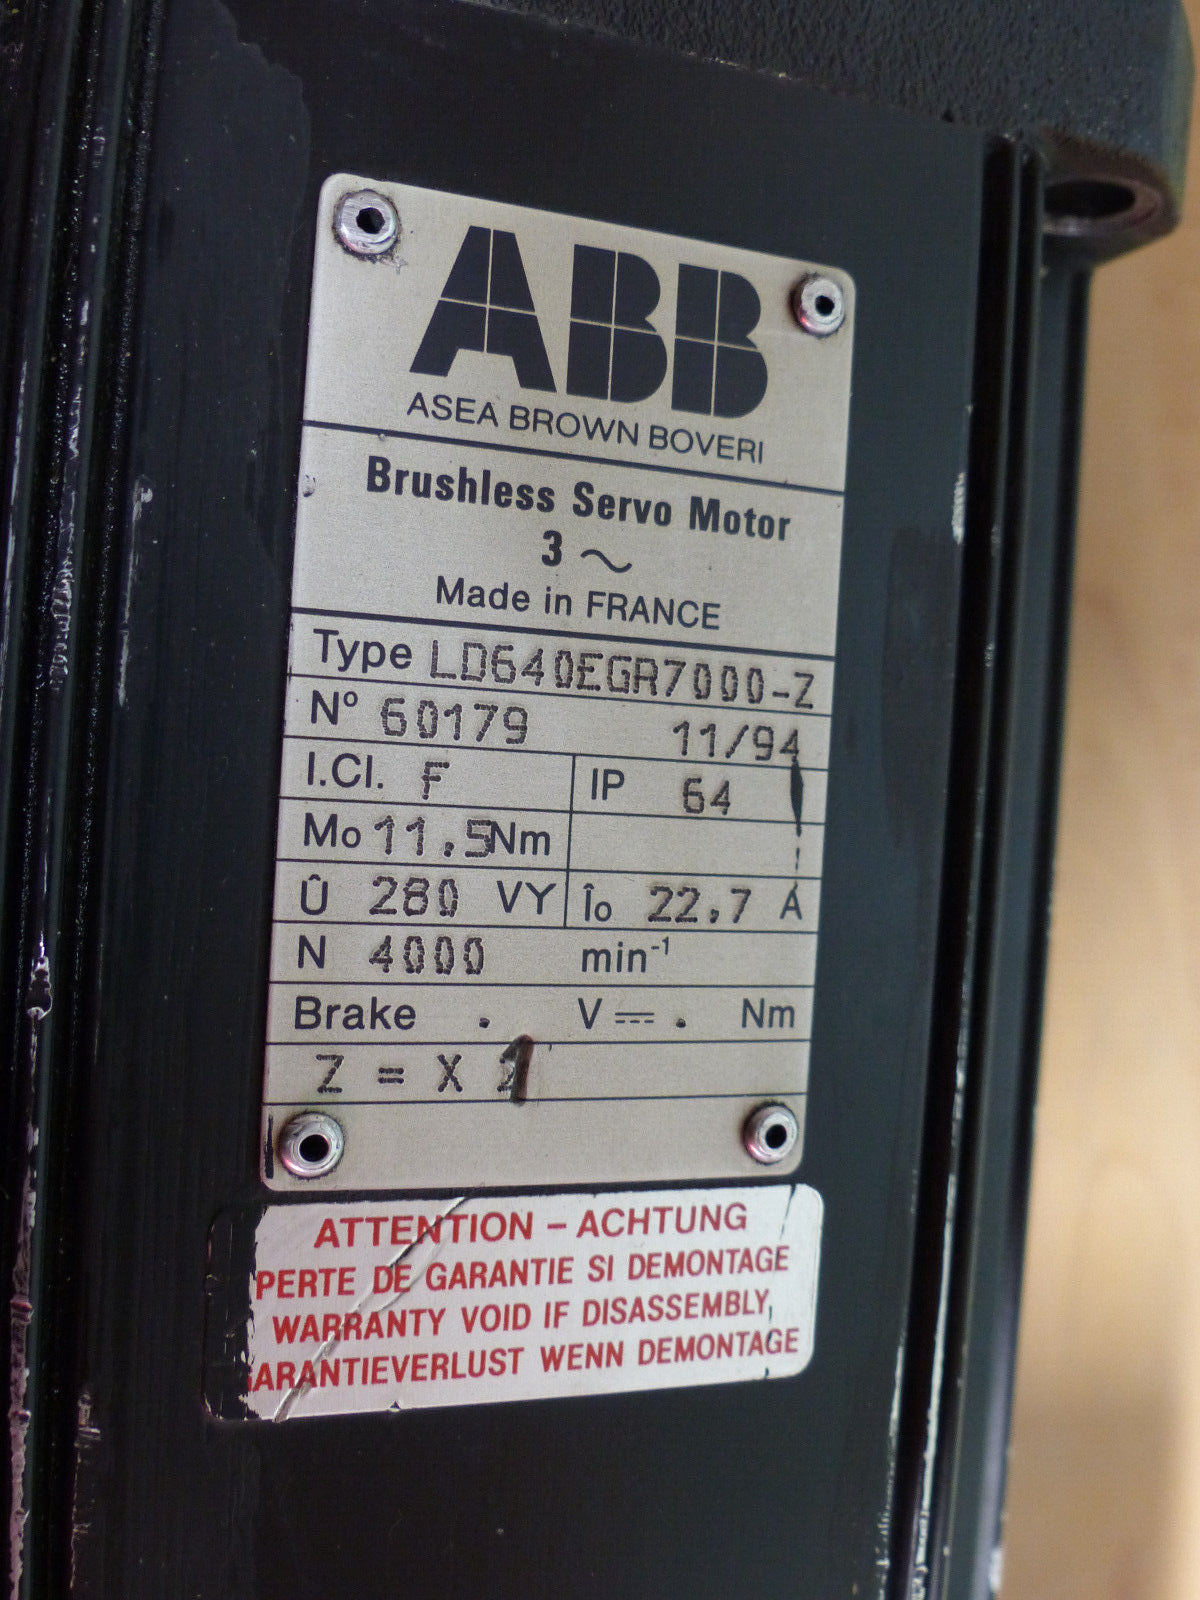 ABB
ASEA BROWN BOVERI
Brushless Servo Motor
3 ~
Made in FRANCE
Type LD640EGR7000-Z
Nº 60179 11/94
I.Cl. F IP 64
Mo 11.5Nm
Û 280 VY Îo 22.7 A
N 4000 min⁻¹
Brake . V ⎓ . Nm
Z = X
ATTENTION – ACHTUNG
PERTE DE GARANTIE SI DEMONTAGE
WARRANTY VOID IF DISASSEMBLY,
ARANTIEVERLUST WENN DEMONTAGE